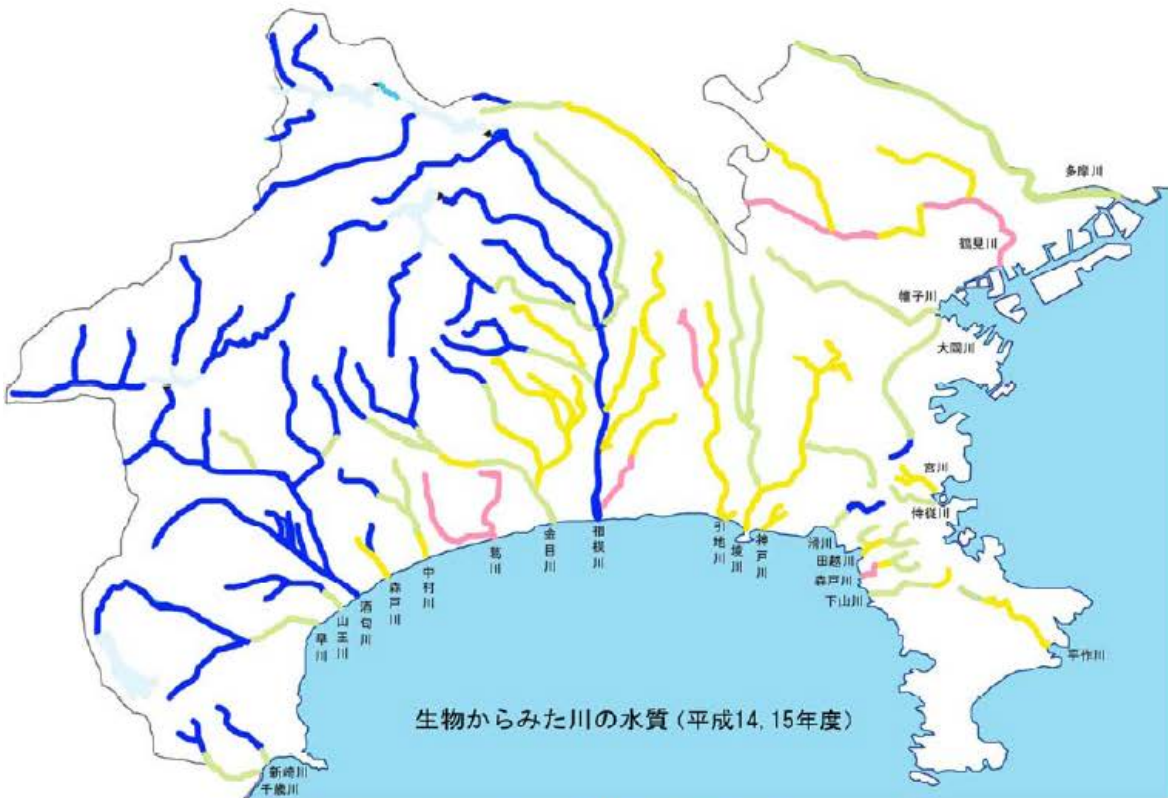 多摩川
鶴見川
帷子川
大岡川
宮川
侍従川
滑川
田越川
森戸川
下山川
平作川
神戸川
境川
引地川
相模川
金目川
葛川
中村川
森戸川
酒匂川
山王川
早川
新崎川
千歳川
生物からみた川の水質(平成14,15年度)